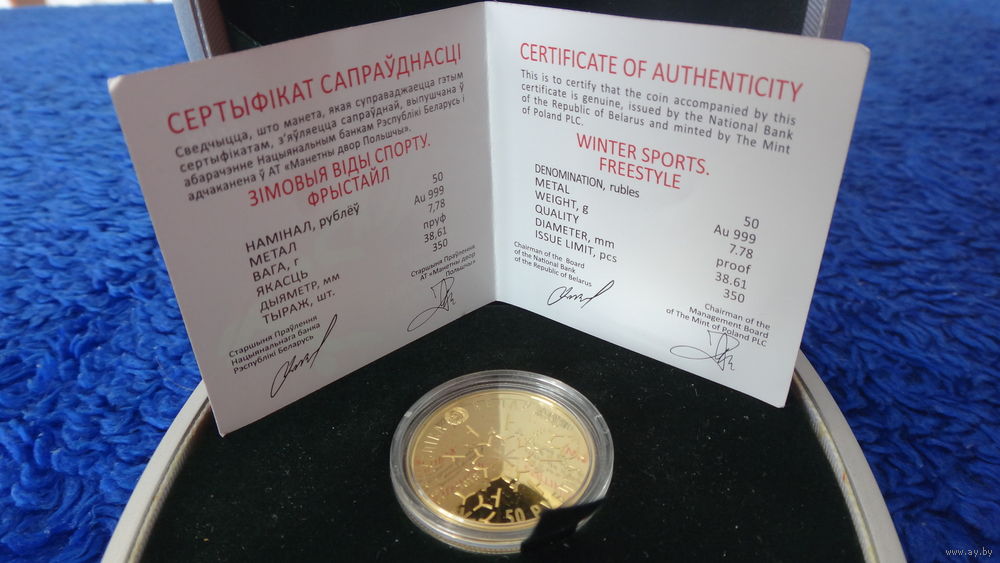 СЕРТЫФІКАТ САПРАЎДНАСЦІ
Сведчыцца, што манета, якая суправаджаецца гэтым
сертыфікатам, з'яўляецца сапраўднай, выпушчана ў
абарачэнне Нацыянальным банкам Рэспублікі Беларусь і
адчаканена ў АТ «Манетны двор Польшчы».
ЗІМОВЫЯ ВІДЫ СПОРТУ.
ФРЫСТАЙЛ
НАМІНАЛ, рублёў 50
МЕТАЛ Au 999
ВАГА, г 7,78
ЯКАСЦЬ пруф
ДЫЯМЕТР, мм 38,61
ТЫРАЖ, шт. 350
Старшыня Праўлення
Нацыянальнага банка
Рэспублікі Беларусь
Старшыня Праўлення
АТ «Манетны двор
Польшчы»
CERTIFICATE OF AUTHENTICITY
This is to certify that the coin accompanied by this
certificate is genuine, issued by the National Bank
of the Republic of Belarus and minted by The Mint
of Poland PLC.
WINTER SPORTS.
FREESTYLE
DENOMINATION, rubles 50
METAL Au 999
WEIGHT, g 7.78
QUALITY proof
DIAMETER, mm 38.61
ISSUE LIMIT, pcs 350
Chairman of the Board
of the National Bank
of the Republic of Belarus
Chairman of the
Management Board
of The Mint of Poland PLC
50
www.ay.by